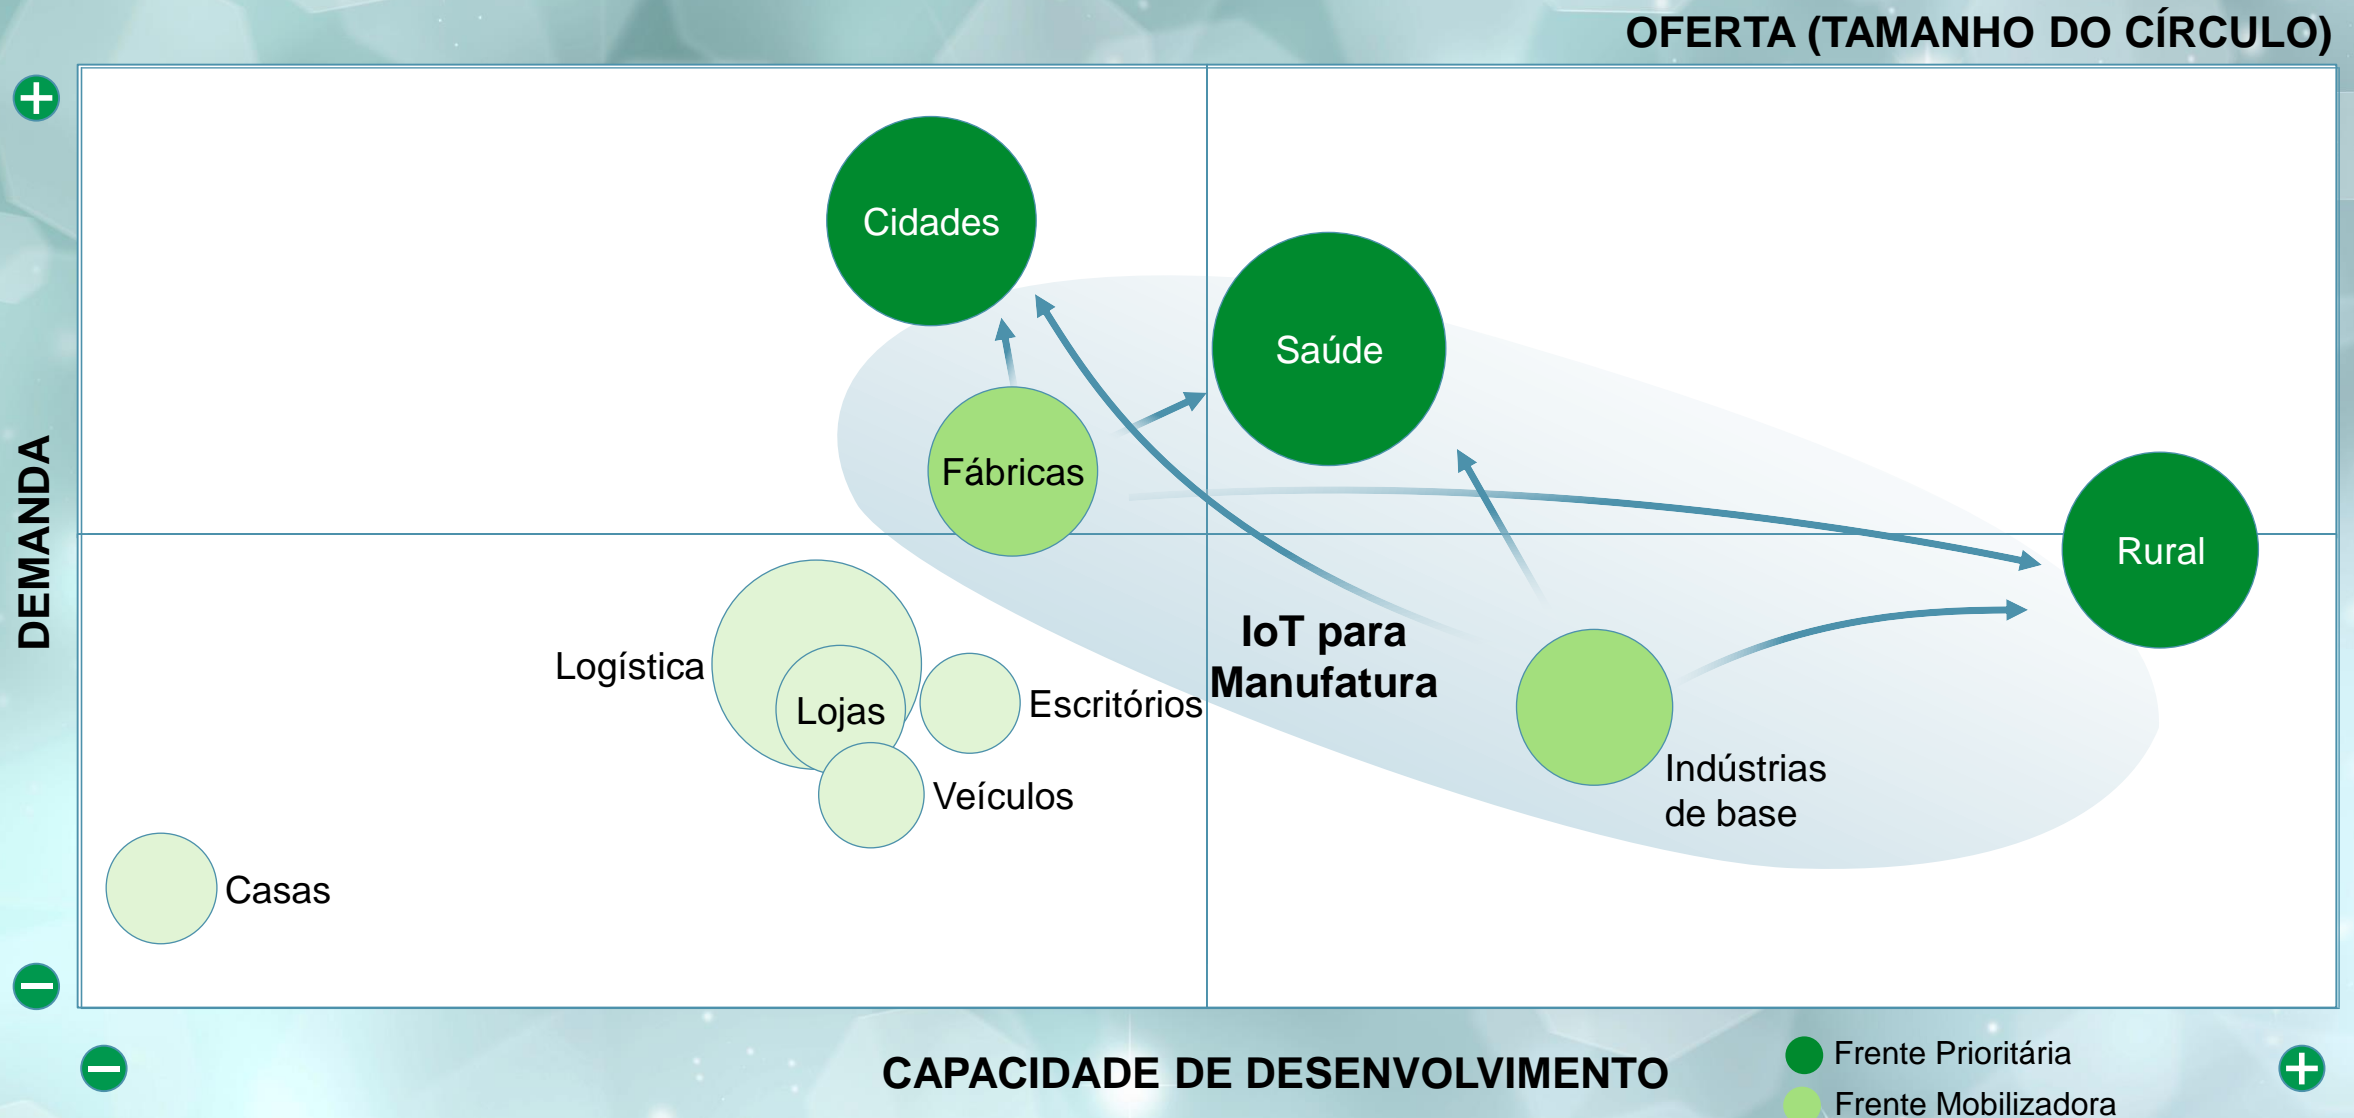 OFERTA (TAMANHO DO CÍRCULO)
Cidades
Saúde
Fábricas
DEMANDA
Rural
IoT para
Manufatura
Logística
Lojas
Escritórios
Veículos
Indústrias
de base
Casas
CAPACIDADE DE DESENVOLVIMENTO
Frente Prioritária
Frente Mobilizadora